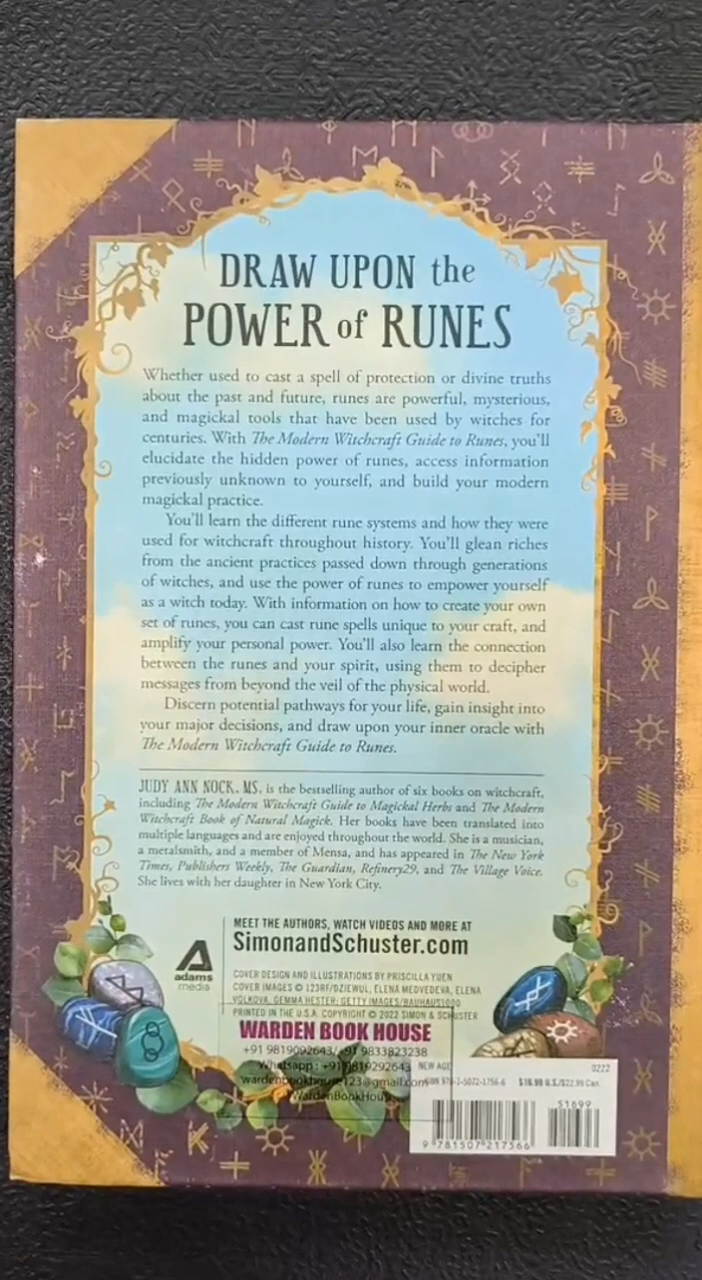 DRAW UPON the
POWER of RUNES
Whether used to cast a spell of protection or divine truths
about the past and future, runes are powerful, mysterious,
and magickal tools that have been used by witches for
centuries. With The Modern Witchcraft Guide to Runes, you'll
elucidate the hidden power of runes, access information
previously unknown to yourself, and build your modern
magickal practice.
You'll learn the different rune systems and how they were
used for witchcraft throughout history. You'll glean riches
from the ancient practices passed down through generations
of witches, and use the power of runes to empower yourself
as a witch today. With information on how to create your own
set of runes, you can cast rune spells unique to your craft, and
amplify your personal power. You'll also learn the connection
between the runes and your spirit, using them to decipher
messages from beyond the veil of the physical world.
Discern potential pathways for your life, gain insight into
your major decisions, and draw upon your inner oracle with
The Modern Witchcraft Guide to Runes.
JUDY ANN NOCK, MS, is the bestselling author of six books on witchcraft,
including The Modern Witchcraft Guide to Magickal Herbs and The Modern
Witchcraft Book of Natural Magick. Her books have been translated into
multiple languages and are enjoyed throughout the world. She is a musician,
a metalsmith, and a member of Mensa, and has appeared in The New York
Times, Publishers Weekly, The Guardian, Refinery29, and The Village Voice.
She lives with her daughter in New York City.
adams
media
MEET THE AUTHORS, WATCH VIDEOS AND MORE AT
SimonandSchuster.com
COVER DESIGN AND ILLUSTRATIONS BY PRISCILLA YUEN
COVER IMAGES © 123RF/DZIEWUL, ELENA MEDVEDEVA, ELENA
VOLKOVA, GEMMA HESTER; GETTY IMAGES/BAUHAUS1000
PRINTED IN THE U.S.A. COPYRIGHT © 2022 SIMON & SCHUSTER
WARDEN BOOK HOUSE
+91 9819092643/+91 9833823238
Whatsapp : +919819292643
wardenbookhouse123@gmail.com
WardenBookHouse
NEW AGE
0222
ISBN 978-1-5072-1756-6 $16.99 U.S./$22.99 Can.
51699
9 781507 217566